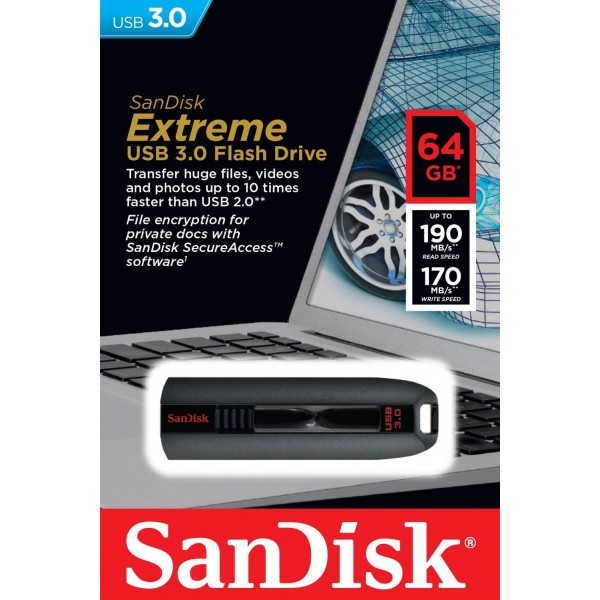 USB 3.0
SanDisk
Extreme
USB 3.0 Flash Drive
Transfer huge files, videos
and photos up to 10 times
faster than USB 2.0**
File encryption for
private docs with
SanDisk SecureAccess™
software¹
64
GB*
UP TO
190
MB/s**
READ SPEED
170
MB/s**
WRITE SPEED
SanDisk
USB
3.0
SanDisk®